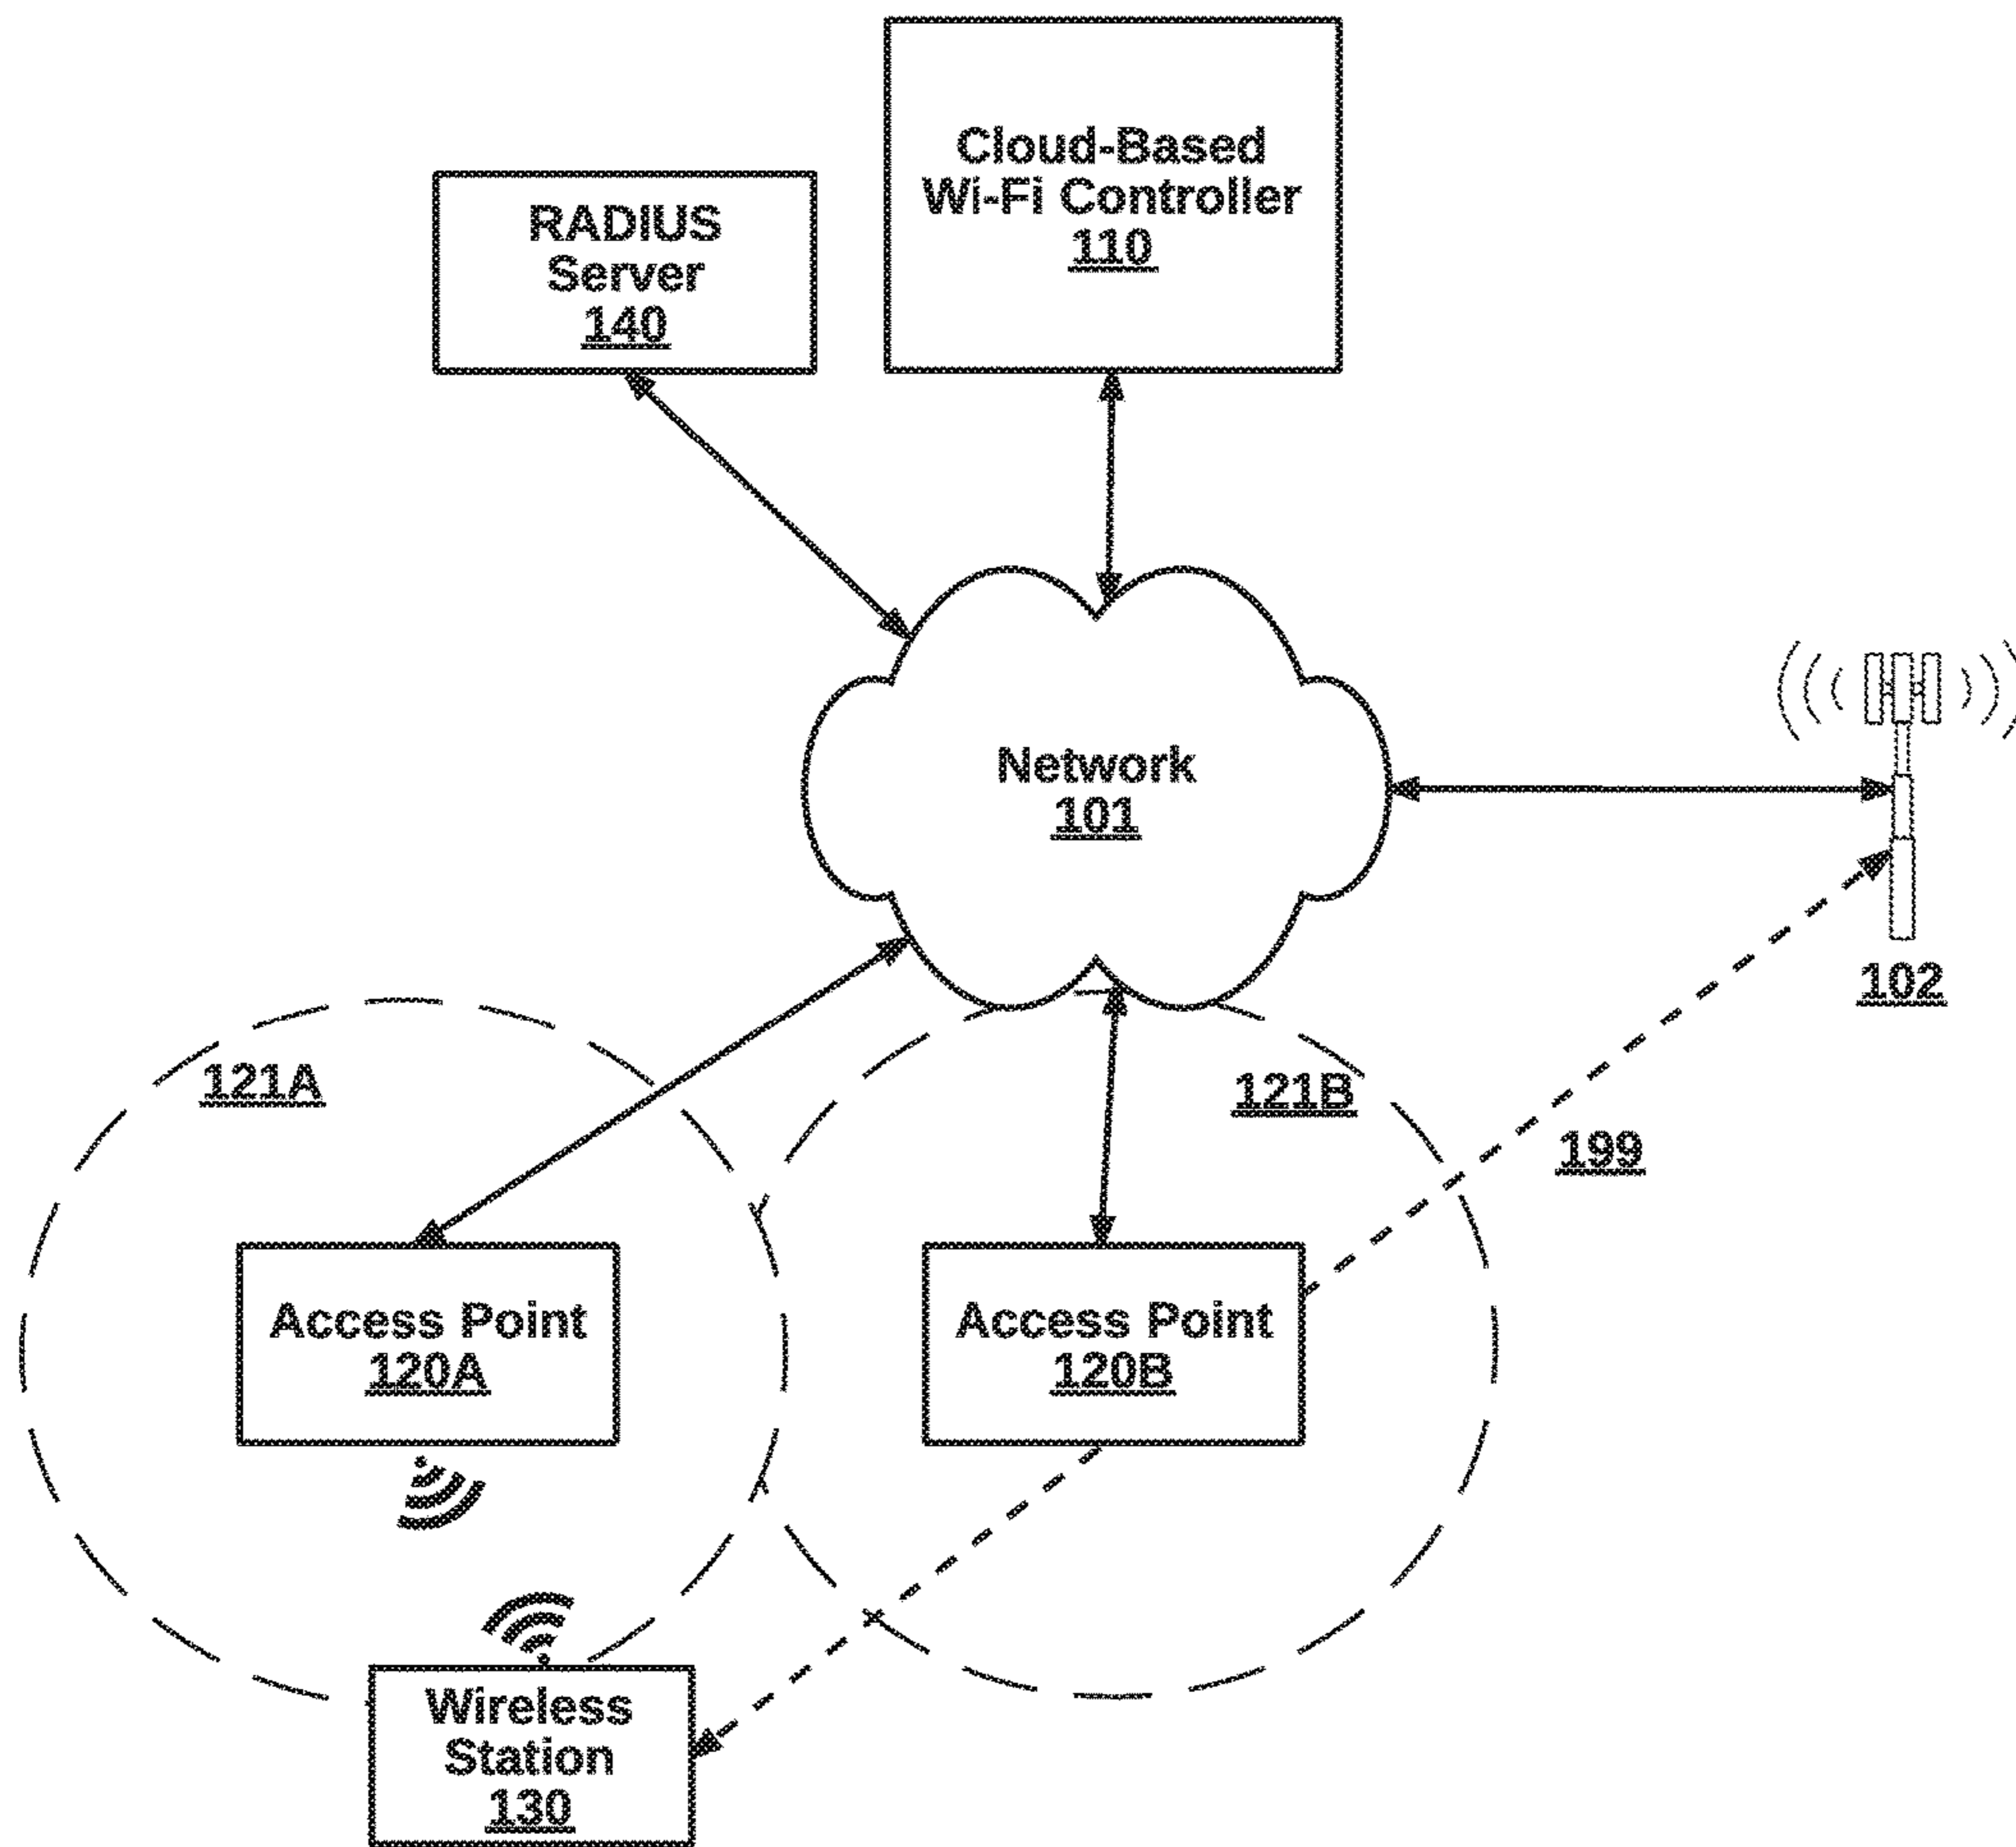 Cloud-Based
Wi-Fi Controller
110
RADIUS
Server
140
Network
101
102
121A
121B
199
Access Point
120A
Access Point
120B
Wireless
Station
130